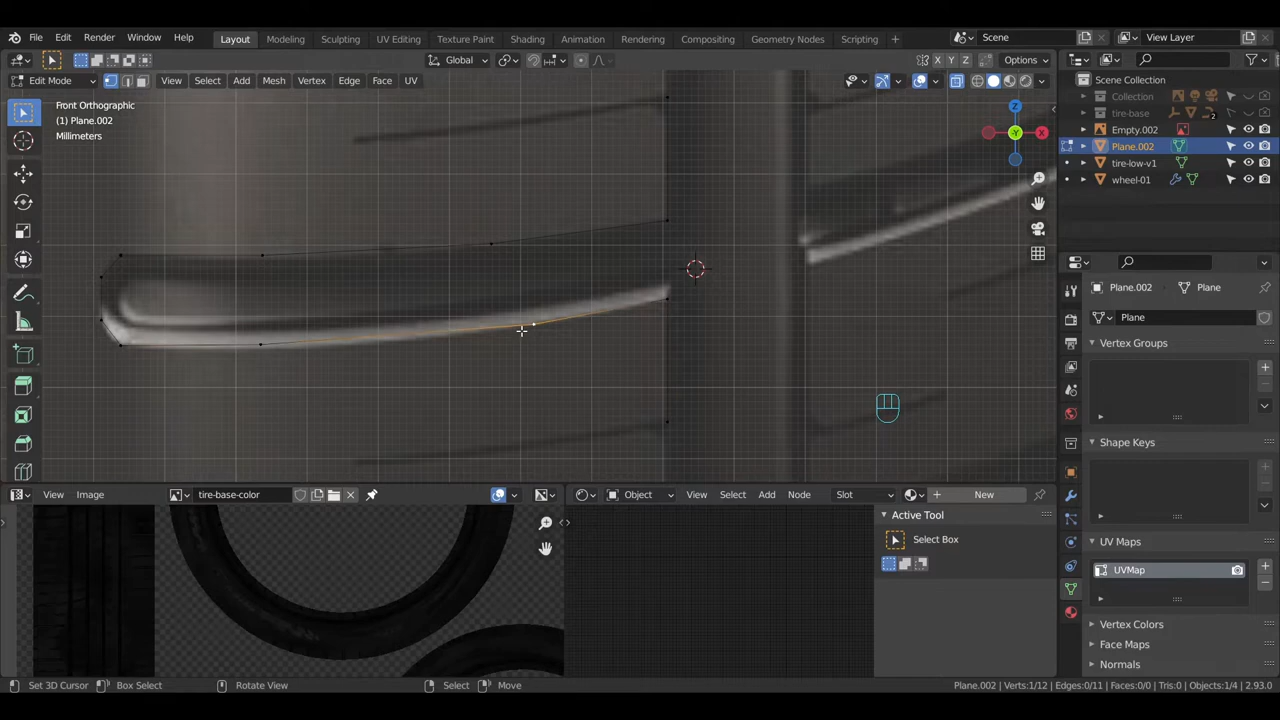 File Edit Render Window Help Layout Modeling Sculpting UV Editing Texture Paint Shading Animation Rendering Compositing Geometry Nodes Scripting + Scene View Layer
Global X Y Z Options
Edit Mode View Select Add Mesh Vertex Edge Face UV
Front Orthographic
(1) Plane.002
Millimeters
Z
-Y
X
Scene Collection
Collection
tire-base 2
Empty.002
Plane.002
tire-low-v1
wheel-01
Plane.002 Plane
Plane
Vertex Groups
Shape Keys
UV Maps
UVMap
Vertex Colors
Face Maps
Normals
View Image tire-base-color
Object View Select Add Node Slot New
Active Tool
Select Box
Set 3D Cursor Box Select Rotate View Select Move Plane.002 | Verts:1/12 | Edges:0/11 | Faces:0/0 | Tris:0 | Objects:1/4 | 2.93.0